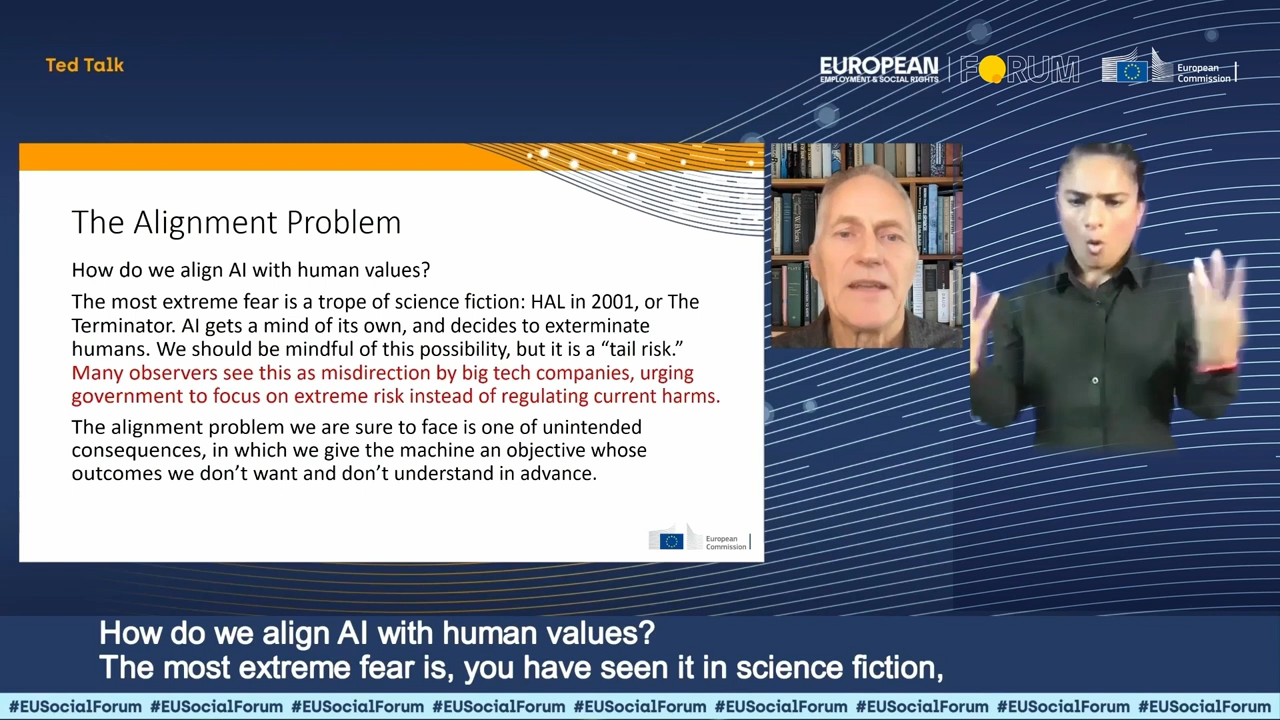 Ted Talk
EUROPEAN
EMPLOYMENT & SOCIAL RIGHTS
FORUM
European
Commission
The Alignment Problem
How do we align AI with human values?
The most extreme fear is a trope of science fiction: HAL in 2001, or The
Terminator. AI gets a mind of its own, and decides to exterminate
humans. We should be mindful of this possibility, but it is a “tail risk.”
Many observers see this as misdirection by big tech companies, urging
government to focus on extreme risk instead of regulating current harms.
The alignment problem we are sure to face is one of unintended
consequences, in which we give the machine an objective whose
outcomes we don’t want and don’t understand in advance.
European
Commission
How do we align AI with human values?
The most extreme fear is, you have seen it in science fiction,
#EUSocialForum #EUSocialForum #EUSocialForum #EUSocialForum #EUSocialForum #EUSocialForum #EUSocialForum #EUSocialForum #EUSocialForum